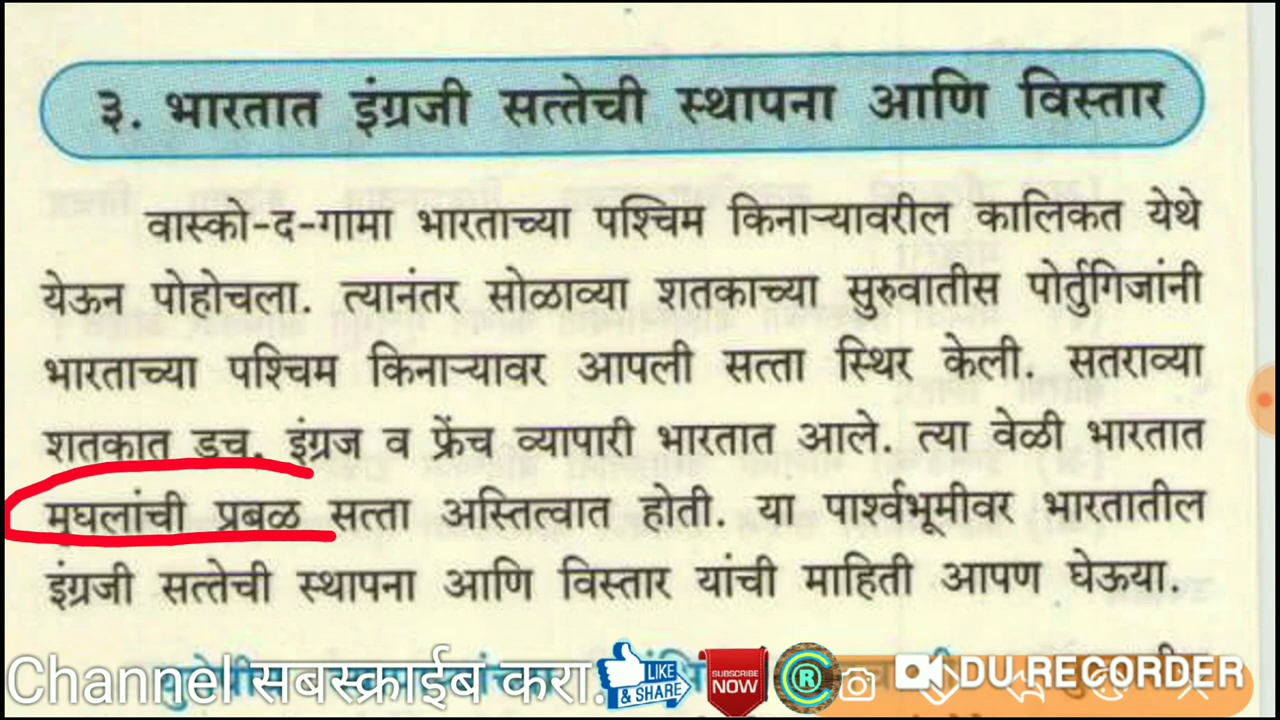 ३. भारतात इंग्रजी सत्तेची स्थापना आणि विस्तार
वास्को-द-गामा भारताच्या पश्चिम किनाऱ्यावरील कालिकत येथे
येऊन पोहोचला. त्यानंतर सोळाव्या शतकाच्या सुरुवातीस पोर्तुगिजांनी
भारताच्या पश्चिम किनाऱ्यावर आपली सत्ता स्थिर केली. सतराव्या
शतकात डच, इंग्रज व फ्रेंच व्यापारी भारतात आले. त्या वेळी भारतात
मुघलांची प्रबळ सत्ता अस्तित्वात होती. या पार्श्वभूमीवर भारतातील
इंग्रजी सत्तेची स्थापना आणि विस्तार यांची माहिती आपण घेऊया.
Channel सबस्क्राईब करा.
LIKE
& SHARE
SUBSCRIBE
NOW
R
DU RECORDER